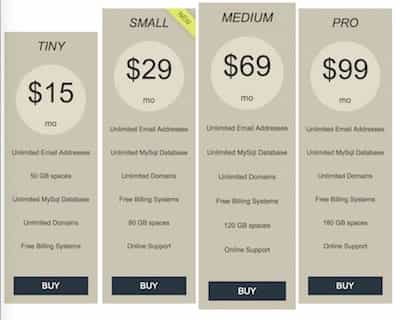 TINY
$15
mo
Unlimited Email Addresses
50 GB spaces
Unlimited MySql Database
Unlimited Domains
Free Billing Systems
BUY
SMALL
NEW
$29
mo
Unlimited Email Addresses
Unlimited MySql Database
Unlimited Domains
Free Billing Systems
80 GB spaces
Online Support
BUY
MEDIUM
$69
mo
Unlimited Email Addresses
Unlimited MySql Database
Unlimited Domains
Free Billing Systems
120 GB spaces
Online Support
BUY
PRO
$99
mo
Unlimited Email Addresses
Unlimited MySql Database
Unlimited Domains
Free Billing Systems
160 GB spaces
Online Support
BUY